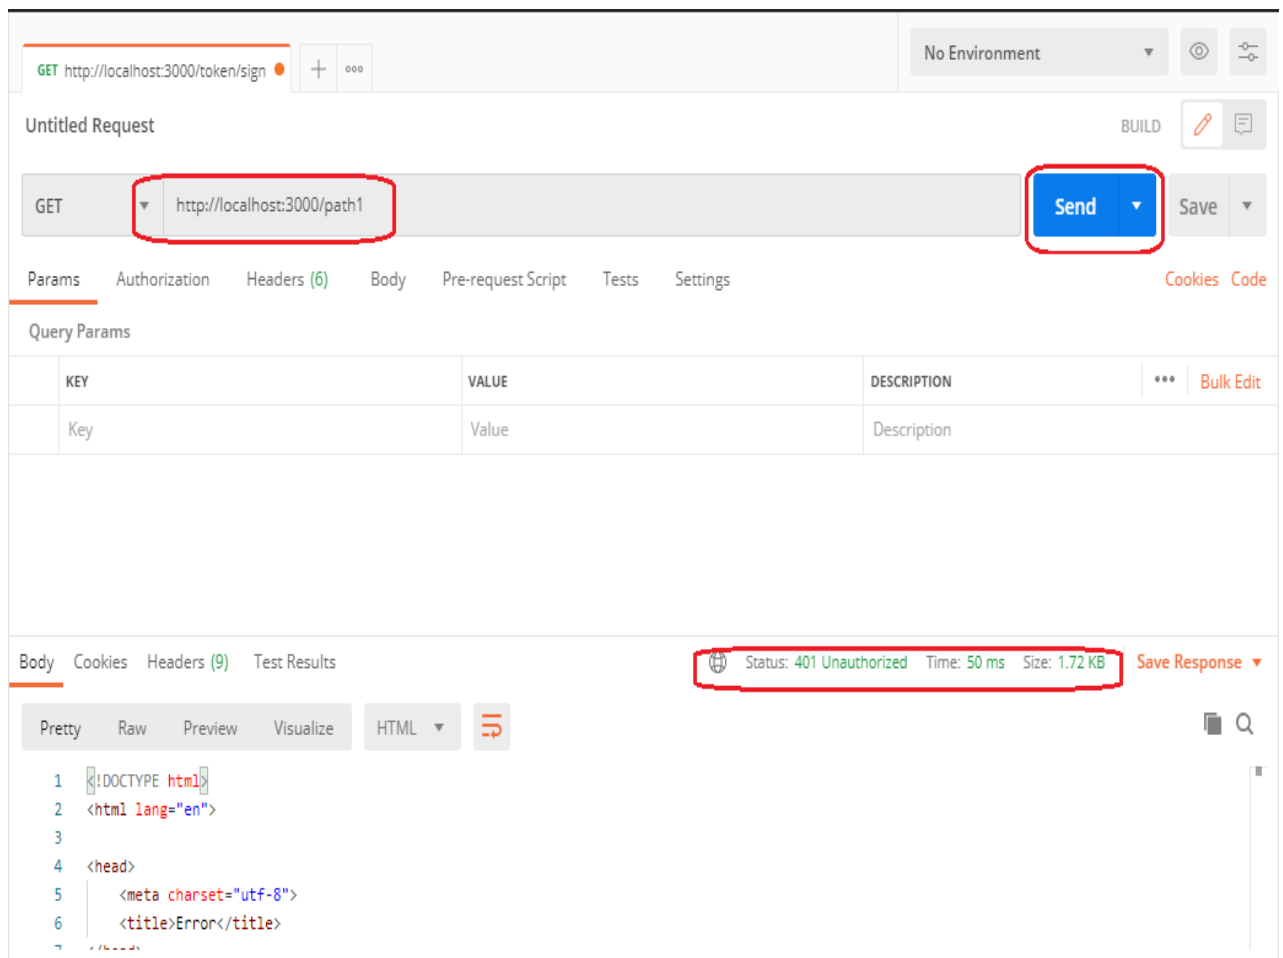 GET http://localhost:3000/token/sign
No Environment
Untitled Request
BUILD
GET http://localhost:3000/path1
Send Save
Params Authorization Headers (6) Body Pre-request Script Tests Settings Cookies Code
Query Params
KEY VALUE DESCRIPTION Bulk Edit
Key Value Description
Body Cookies Headers (9) Test Results Status: 401 Unauthorized Time: 50 ms Size: 1.72 KB Save Response
Pretty Raw Preview Visualize HTML
1 <!DOCTYPE html>
2 <html lang="en">
3
4 <head>
5 <meta charset="utf-8">
6 <title>Error</title>
7 </head>